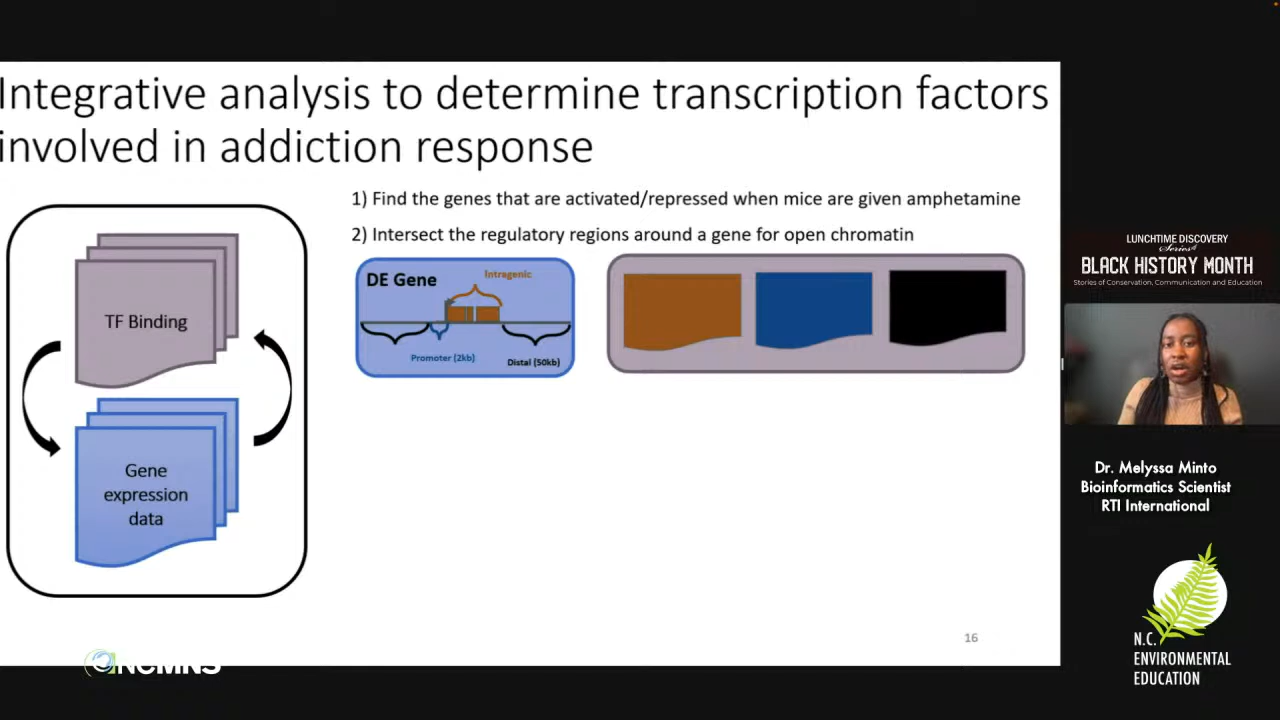 Integrative analysis to determine transcription factors
involved in addiction response
1) Find the genes that are activated/repressed when mice are given amphetamine
2) Intersect the regulatory regions around a gene for open chromatin
TF Binding
Gene
expression
data
DE Gene
Intragenic
Promoter (2kb)
Distal (50kb)
16
NCMNS
LUNCHTIME DISCOVERY
Series
BLACK HISTORY MONTH
Stories of Conservation, Communication and Education
Dr. Melyssa Minto
Bioinformatics Scientist
RTI International
N.C.
ENVIRONMENTAL
EDUCATION